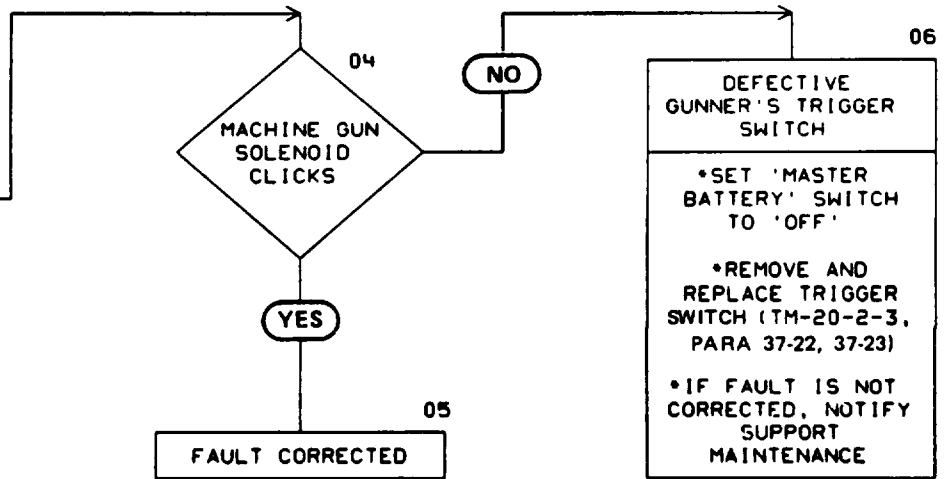 04
MACHINE GUN
SOLENOID
CLICKS
YES
05
FAULT CORRECTED
NO
06
DEFECTIVE
GUNNER'S TRIGGER
SWITCH
*SET 'MASTER
BATTERY' SWITCH
TO 'OFF'
*REMOVE AND
REPLACE TRIGGER
SWITCH (TM-20-2-3,
PARA 37-22, 37-23)
*IF FAULT IS NOT
CORRECTED, NOTIFY
SUPPORT
MAINTENANCE